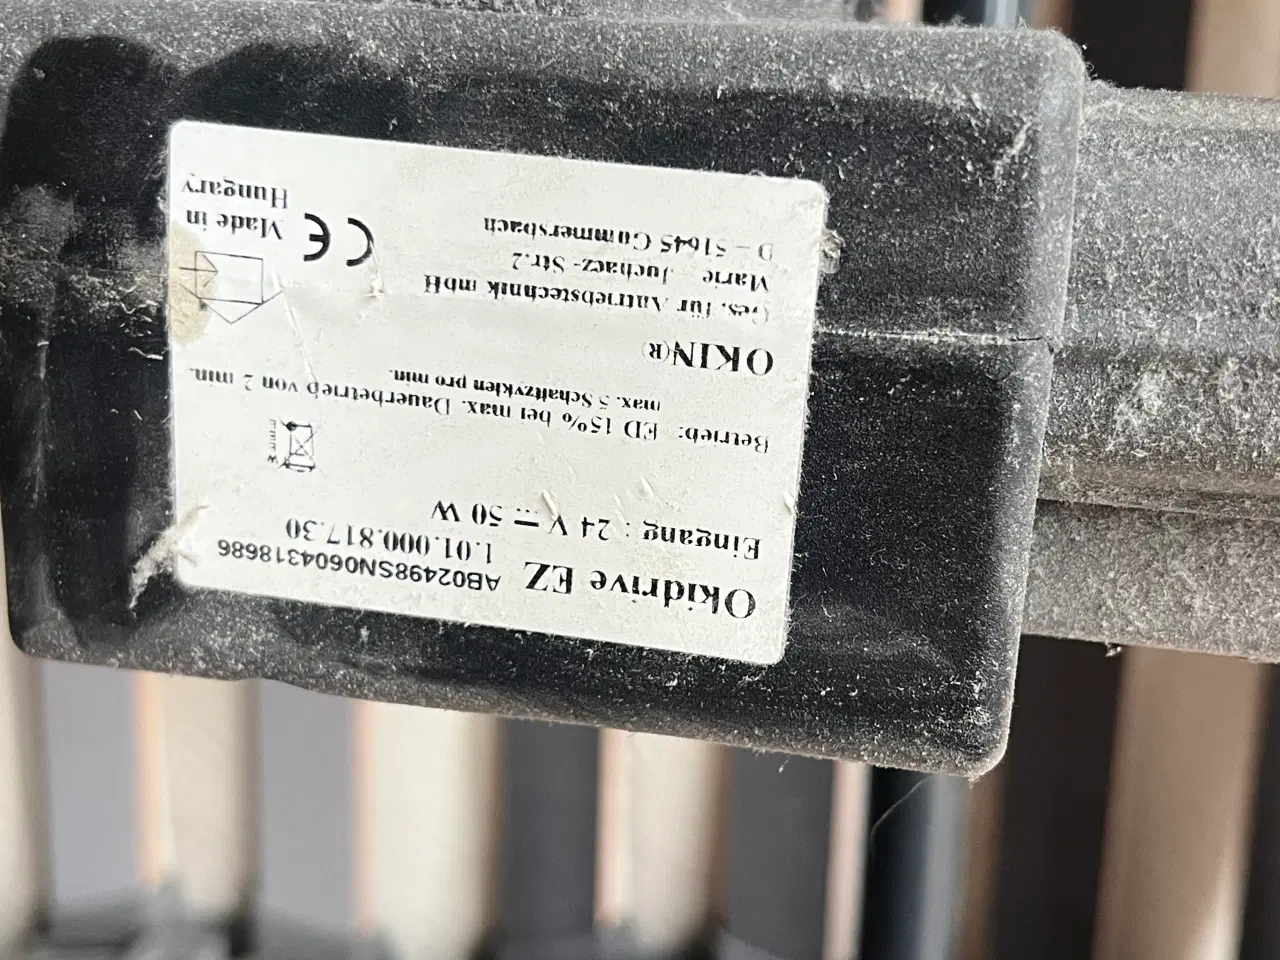 Okidrive EZ AB02498SN0604318686
1.01.000.817.30
Eingang : 24 V 50 W
Betrieb: ED 15% bei max. Dauerbetrieb von 2 min.
max. 5 Schaltzyklen pro min.
WEEE
OKIN(R)
Ges. für Antriebstechnik mbH
Marie - Juchacz- Str.2
D – 51645 Gummersbach
CE
Made in
Hungary